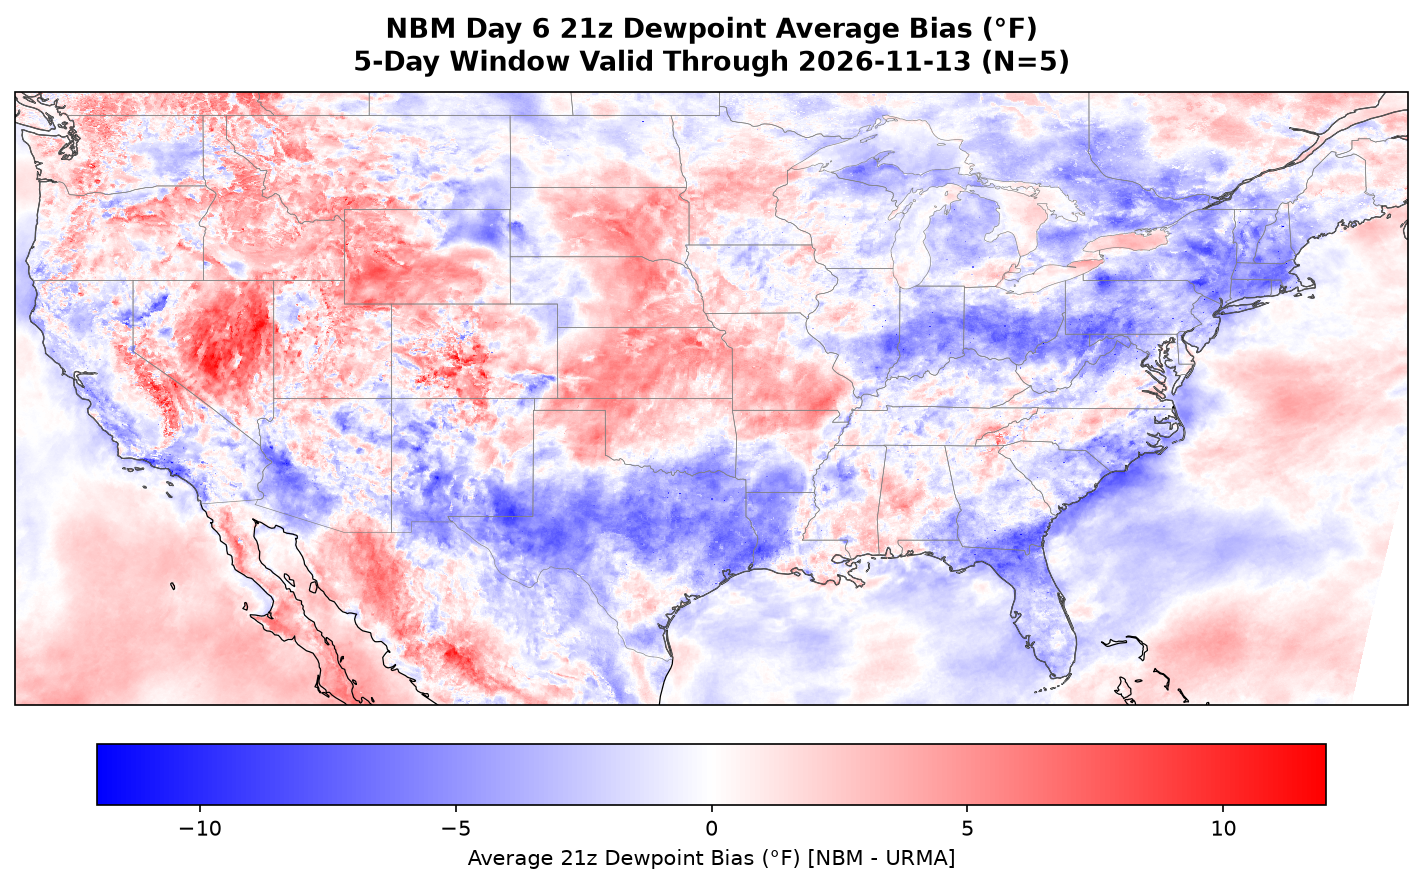 NBM Day 6 21z Dewpoint Average Bias (°F)
5-Day Window Valid Through 2026-11-13 (N=5)
−10 −5 0 5 10
Average 21z Dewpoint Bias (°F) [NBM - URMA]